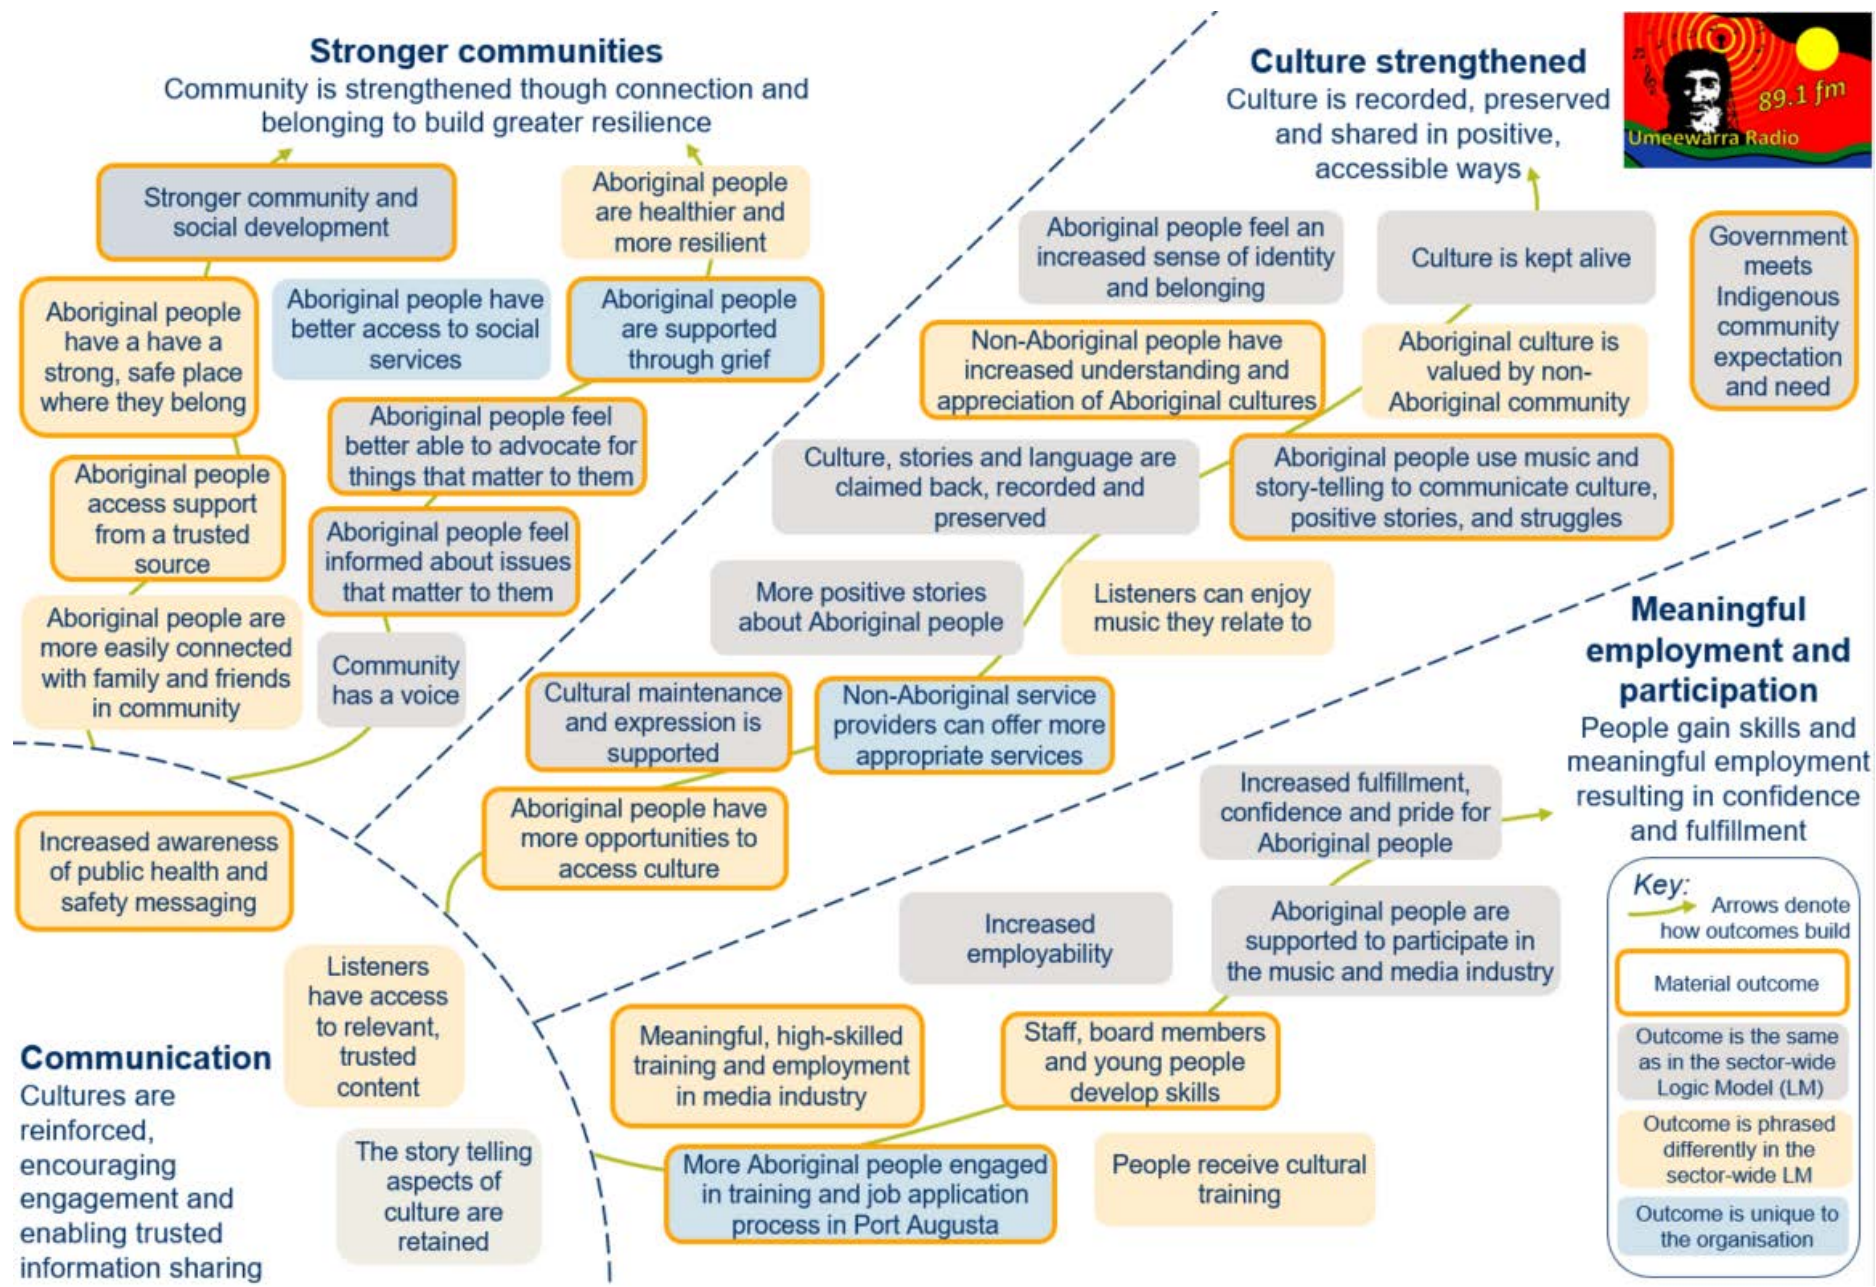 Stronger communities
Community is strengthened though connection and
belonging to build greater resilience
Stronger community and
social development
Aboriginal people
are healthier and
more resilient
Aboriginal people
have a have a
strong, safe place
where they belong
Aboriginal people have
better access to social
services
Aboriginal people
are supported
through grief
Aboriginal people feel
better able to advocate for
things that matter to them
Aboriginal people
access support
from a trusted
source
Aboriginal people feel
informed about issues
that matter to them
Aboriginal people are
more easily connected
with family and friends
in community
Community
has a voice
Culture strengthened
Culture is recorded, preserved
and shared in positive,
accessible ways
89.1 fm
Umeewarra Radio
Aboriginal people feel an
increased sense of identity
and belonging
Culture is kept alive
Government
meets
Indigenous
community
expectation
and need
Non-Aboriginal people have
increased understanding and
appreciation of Aboriginal cultures
Aboriginal culture is
valued by non-
Aboriginal community
Culture, stories and language are
claimed back, recorded and
preserved
Aboriginal people use music and
story-telling to communicate culture,
positive stories, and struggles
More positive stories
about Aboriginal people
Listeners can enjoy
music they relate to
Cultural maintenance
and expression is
supported
Non-Aboriginal service
providers can offer more
appropriate services
Aboriginal people have
more opportunities to
access culture
Meaningful
employment and
participation
People gain skills and
meaningful employment
resulting in confidence
and fulfillment
Increased fulfillment,
confidence and pride for
Aboriginal people
Increased
employability
Aboriginal people are
supported to participate in
the music and media industry
Meaningful, high-skilled
training and employment
in media industry
Staff, board members
and young people
develop skills
More Aboriginal people engaged
in training and job application
process in Port Augusta
People receive cultural
training
Increased awareness
of public health and
safety messaging
Listeners
have access
to relevant,
trusted
content
Communication
Cultures are
reinforced,
encouraging
engagement and
enabling trusted
information sharing
The story telling
aspects of
culture are
retained
Key:
Arrows denote
how outcomes build
Material outcome
Outcome is the same
as in the sector-wide
Logic Model (LM)
Outcome is phrased
differently in the
sector-wide LM
Outcome is unique to
the organisation